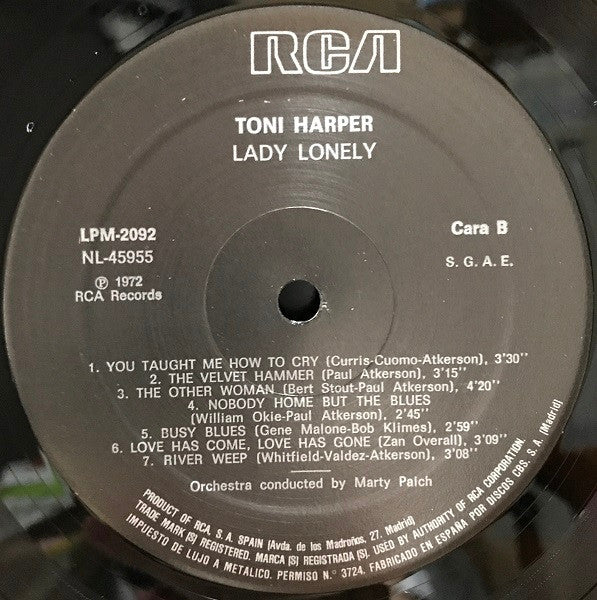 RCA
TONI HARPER
LADY LONELY
LPM-2092
NL-45955
Ⓟ 1972
RCA Records
Cara B
S. G. A. E.
1. YOU TAUGHT ME HOW TO CRY (Curris-Cuomo-Atkerson), 3'30''
2. THE VELVET HAMMER (Paul Atkerson), 3'15''
3. THE OTHER WOMAN (Bert Stout-Paul Atkerson), 4'20''
4. NOBODY HOME BUT THE BLUES
(William Okie-Paul Atkerson), 2'45''
5. BUSY BLUES (Gene Malone-Bob Klimes), 2'59''
6. LOVE HAS COME, LOVE HAS GONE (Zan Overall), 3'09''
7. RIVER WEEP (Whitfield-Valdez-Atkerson), 3'08''
Orchestra conducted by Marty Paich
PRODUCT OF RCA, S. A. SPAIN (Avda. de los Madroños, 27. Madrid)
TRADE MARK (S) REGISTERED. MARCA (S) REGISTRADA (S). USED BY AUTHORITY OF RCA CORPORATION.
IMPUESTO DE LUJO A METALICO. PERMISO N.º 3724. FABRICADO EN ESPAÑA POR DISCOS CBS, S. A. (Madrid)